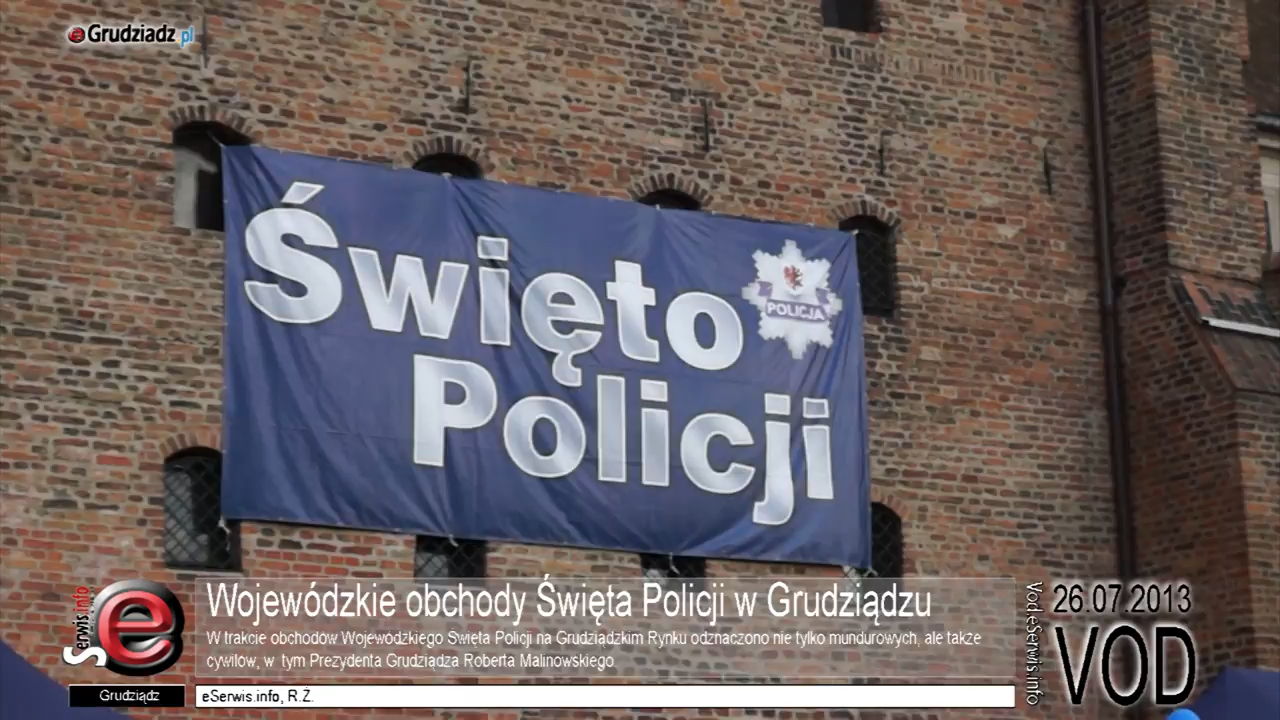 eGrudziadz.pl
Święto
POLICJA
Policji
Wojewódzkie obchody Święta Policji w Grudziądzu
W trakcie obchodów Wojewódzkiego Święta Policji na Grudziądzkim Rynku odznaczono nie tylko mundurowych, ale także
cywilów, w tym Prezydenta Grudziądza Roberta Malinowskiego.
eSerwis.info
Grudziądz
eSerwis.info, R.Ż.
Vod.eSerwis.info
26.07.2013
VOD